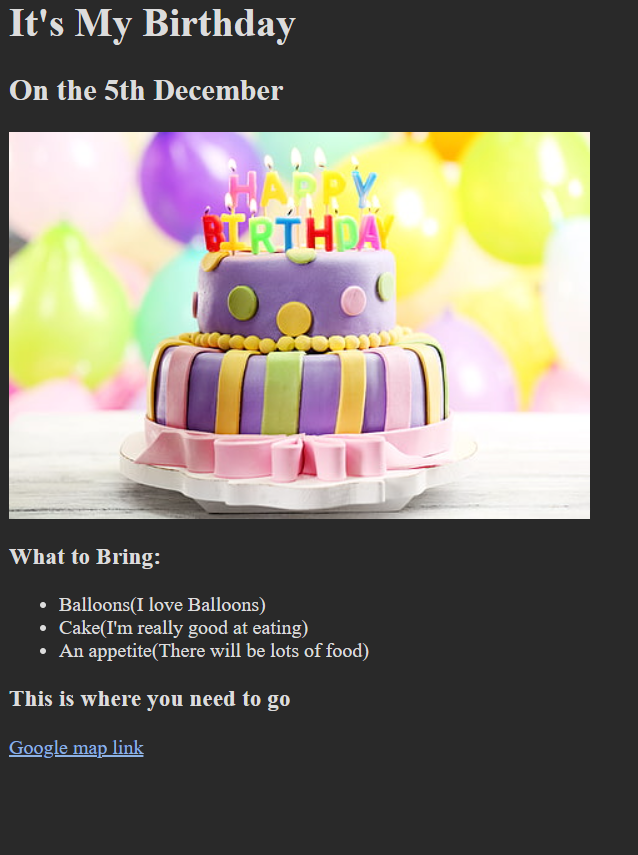 It's My Birthday
On the 5th December
HAPPY
BIRTHDAY
What to Bring:
Balloons(I love Balloons)
Cake(I'm really good at eating)
An appetite(There will be lots of food)
This is where you need to go
Google map link